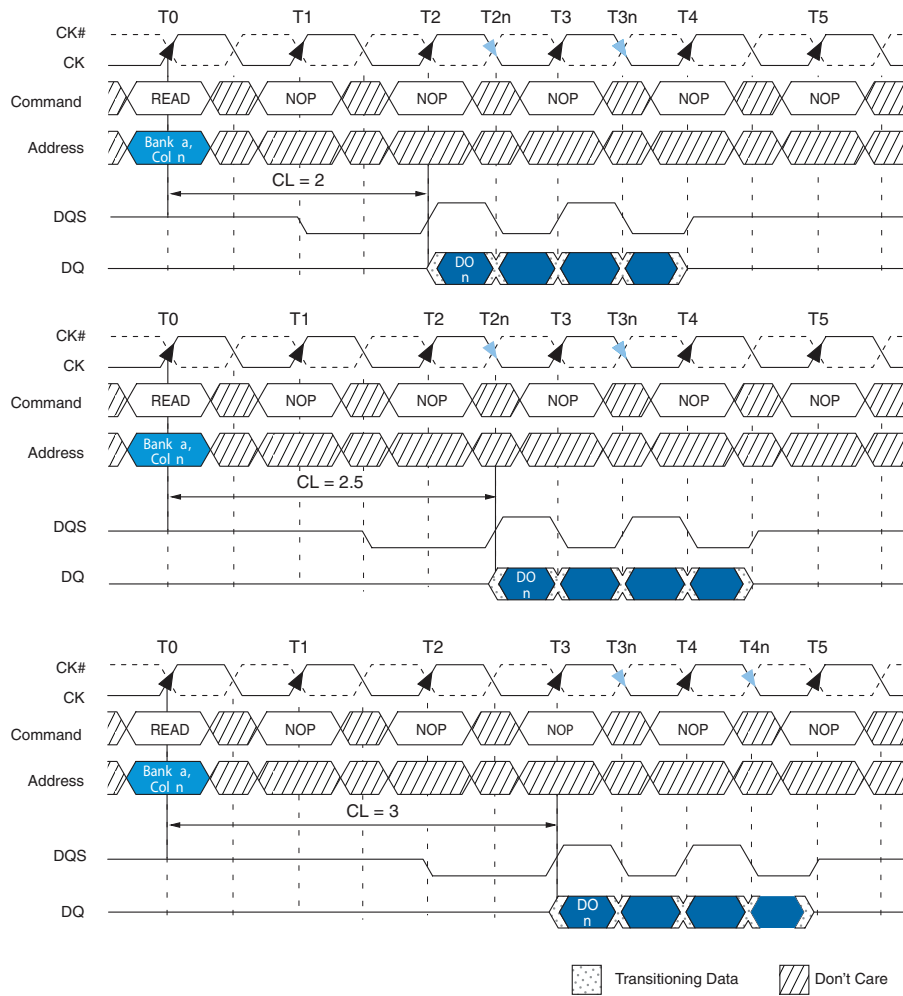 T0 T1 T2 T2n T3 T3n T4 T5
CK#
CK
Command READ NOP NOP NOP NOP NOP
Address Bank a,
Col n
CL = 2
DQS
DQ DO
n
T0 T1 T2 T2n T3 T3n T4 T5
CK#
CK
Command READ NOP NOP NOP NOP NOP
Address Bank a,
Col n
CL = 2.5
DQS
DQ DO
n
T0 T1 T2 T3 T3n T4 T4n T5
CK#
CK
Command READ NOP NOP NOP NOP NOP
Address Bank a,
Col n
CL = 3
DQS
DQ DO
n
Transitioning Data Don't Care